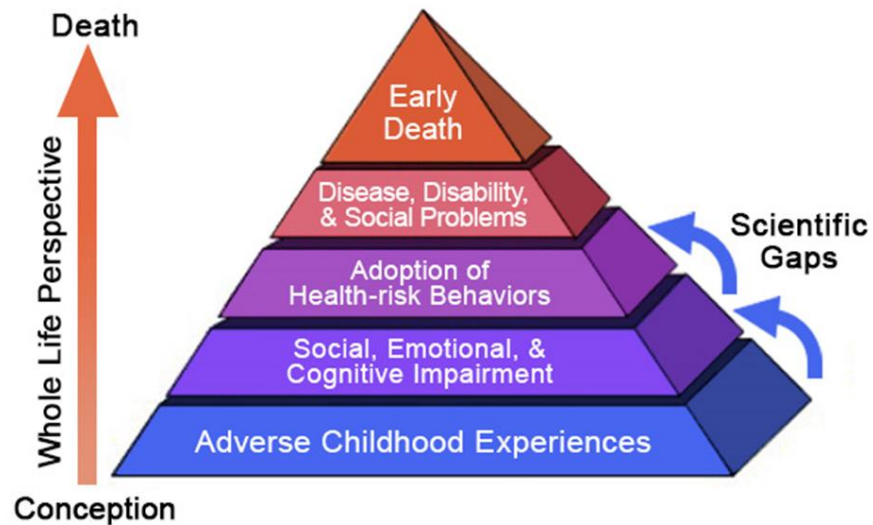 Death
Whole Life Perspective
Conception
Early
Death
Disease, Disability,
& Social Problems
Adoption of
Health-risk Behaviors
Social, Emotional, &
Cognitive Impairment
Adverse Childhood Experiences
Scientific
Gaps